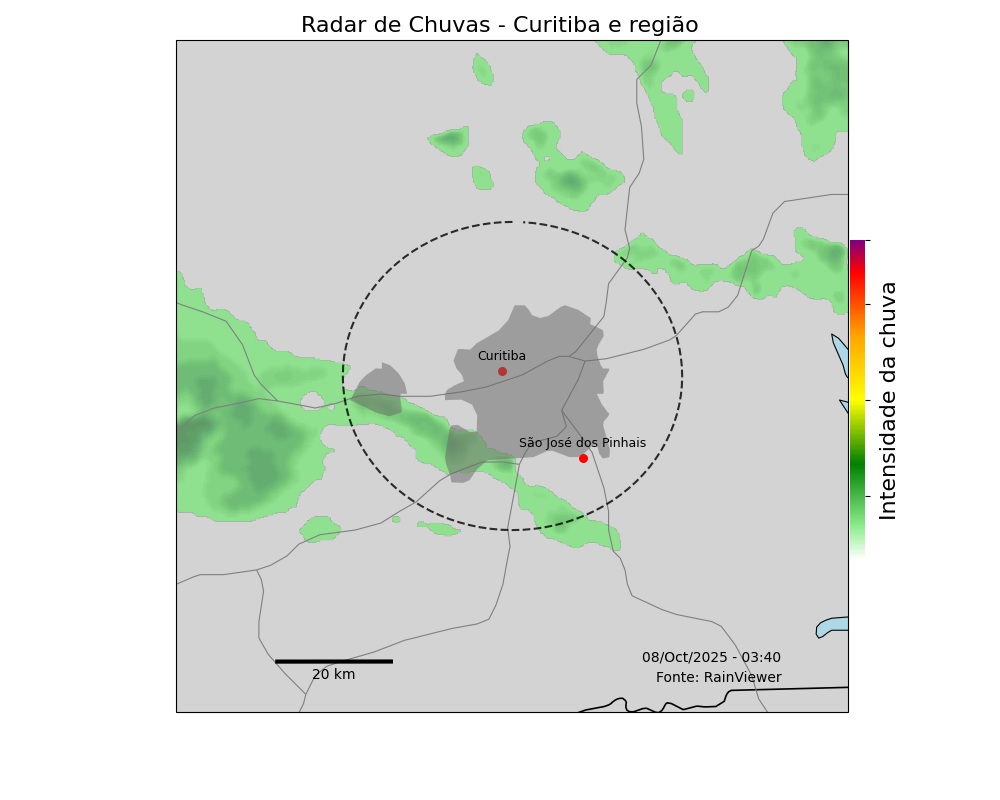 Radar de Chuvas - Curitiba e região
Curitiba
São José dos Pinhais
Intensidade da chuva
08/Oct/2025 - 03:40
Fonte: RainViewer
20 km